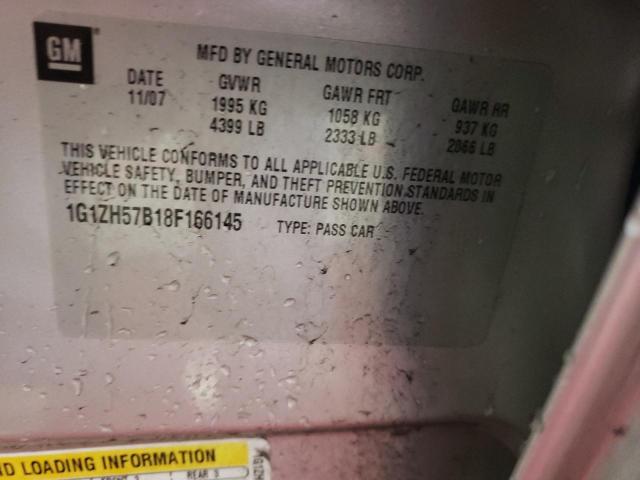 GM
MFD BY GENERAL MOTORS CORP.
DATE GVWR GAWR FRT GAWR RR
11/07 1995 KG 1058 KG 937 KG
4399 LB 2333 LB 2066 LB
THIS VEHICLE CONFORMS TO ALL APPLICABLE U.S. FEDERAL MOTOR
VEHICLE SAFETY, BUMPER, AND THEFT PREVENTION STANDARDS IN
EFFECT ON THE DATE OF MANUFACTURE SHOWN ABOVE.
1G1ZH57B18F166145 TYPE: PASS CAR
LOADING INFORMATION
REAR 3